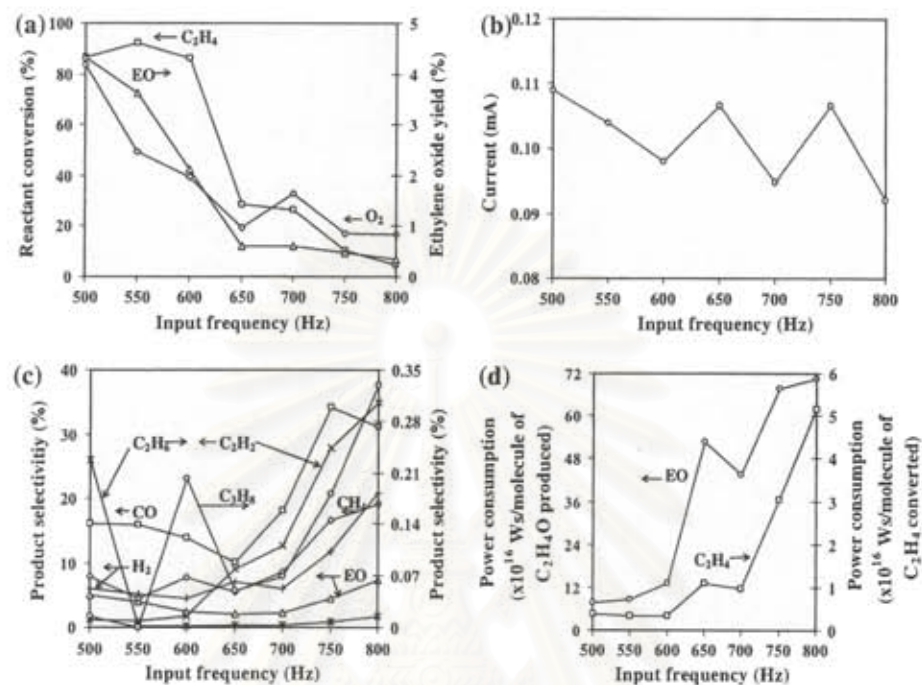 (a)
100
80
60
40
20
0
Reactant conversion (%)
C₂H₄
EO
O₂
5
4
3
2
1
0
Ethylene oxide yield (%)
500 550 600 650 700 750 800
Input frequency (Hz)
(b)
0.12
0.11
0.10
0.09
0.08
Current (mA)
500 550 600 650 700 750 800
Input frequency (Hz)
(c)
40
30
20
10
0
Product selectivitiy (%)
C₂H₆
C₂H₂
C₃H₈
CO
CH₄
H₂
EO
0.35
0.28
0.21
0.14
0.07
0.00
Product selectivity (%)
500 550 600 650 700 750 800
Input frequency (Hz)
(d)
72
60
48
36
24
12
0
Power consumption
(x10¹⁶ Ws/molecule of
C₂H₄O produced)
EO
C₂H₄
6
5
4
3
2
1
0
Power consumption
(x10¹⁶ Ws/molecule of
C₂H₄ converted)
500 550 600 650 700 750 800
Input frequency (Hz)